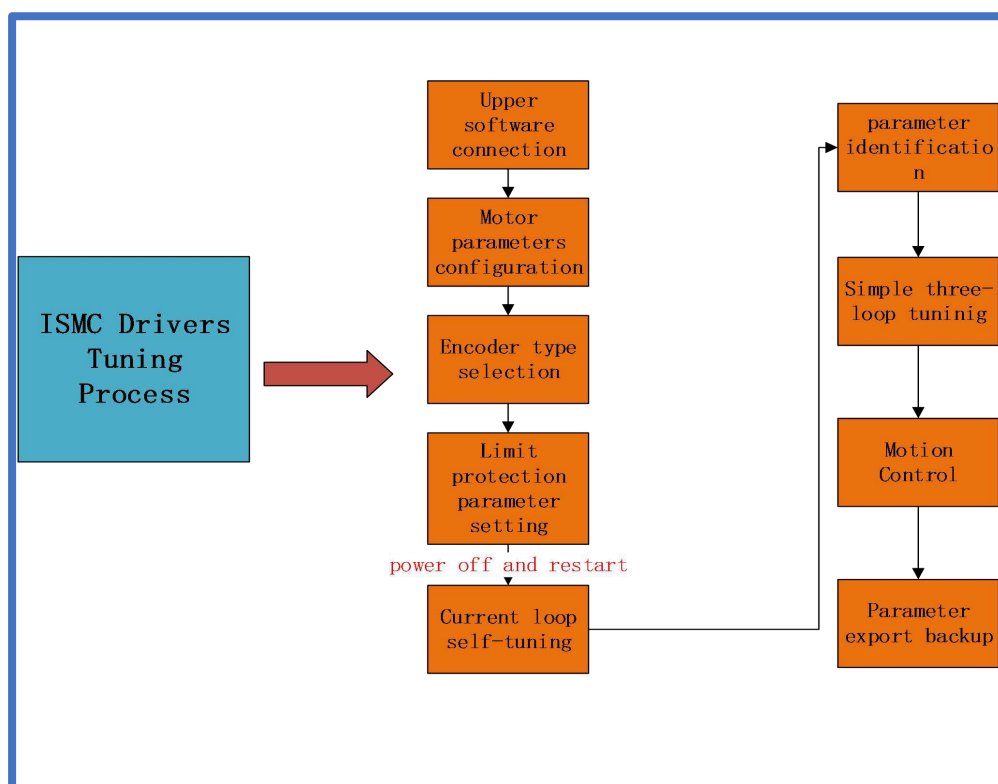 ISMC Drivers
Tuning
Process
Upper
software
connection
Motor
parameters
configuration
Encoder type
selection
Limit
protection
parameter
setting
power off and restart
Current loop
self-tuning
parameter
identificatio
n
Simple three-
loop tuninig
Motion
Control
Parameter
export backup